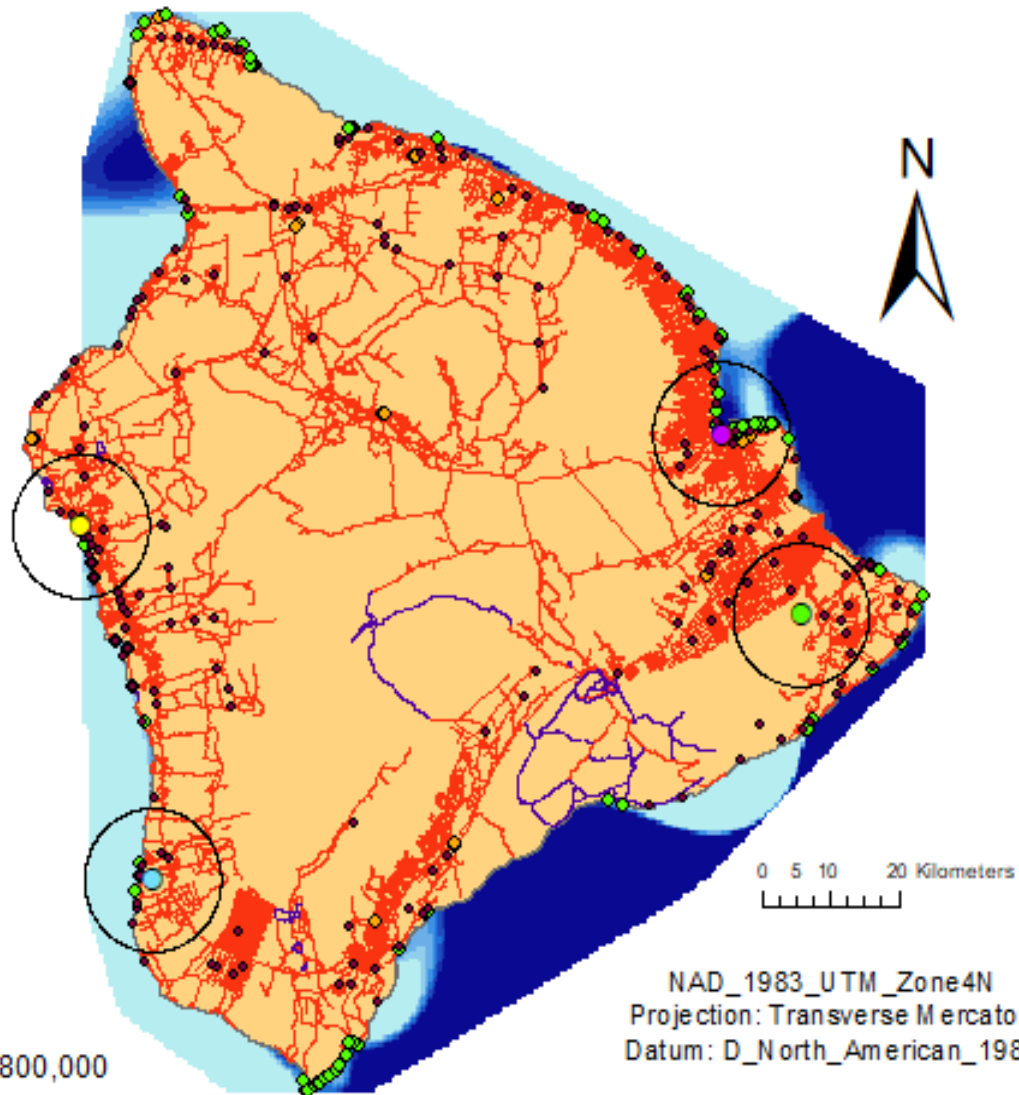 N
0 5 10 20 Kilometers
NAD_1983_UTM_Zone4N
Projection: Transverse Mercato
Datum: D_North_American_198
800,000